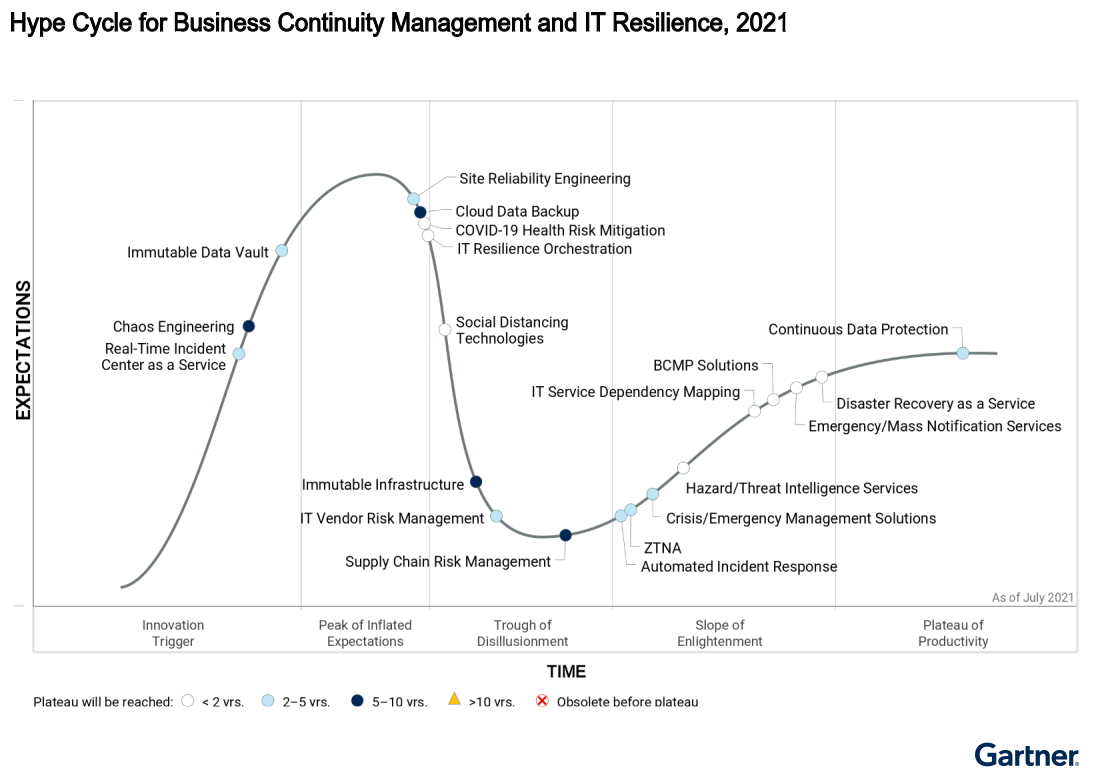 Hype Cycle for Business Continuity Management and IT Resilience, 2021
EXPECTATIONS
Site Reliability Engineering
Cloud Data Backup
COVID-19 Health Risk Mitigation
IT Resilience Orchestration
Immutable Data Vault
Chaos Engineering
Real-Time Incident
Center as a Service
Social Distancing
Technologies
Continuous Data Protection
BCMP Solutions
IT Service Dependency Mapping
Disaster Recovery as a Service
Emergency/Mass Notification Services
Immutable Infrastructure
Hazard/Threat Intelligence Services
IT Vendor Risk Management
Crisis/Emergency Management Solutions
ZTNA
Supply Chain Risk Management
Automated Incident Response
As of July 2021
Innovation
Trigger
Peak of Inflated
Expectations
Trough of
Disillusionment
Slope of
Enlightenment
Plateau of
Productivity
TIME
Plateau will be reached: < 2 yrs. 2–5 yrs. 5–10 yrs. >10 yrs. Obsolete before plateau
Gartner